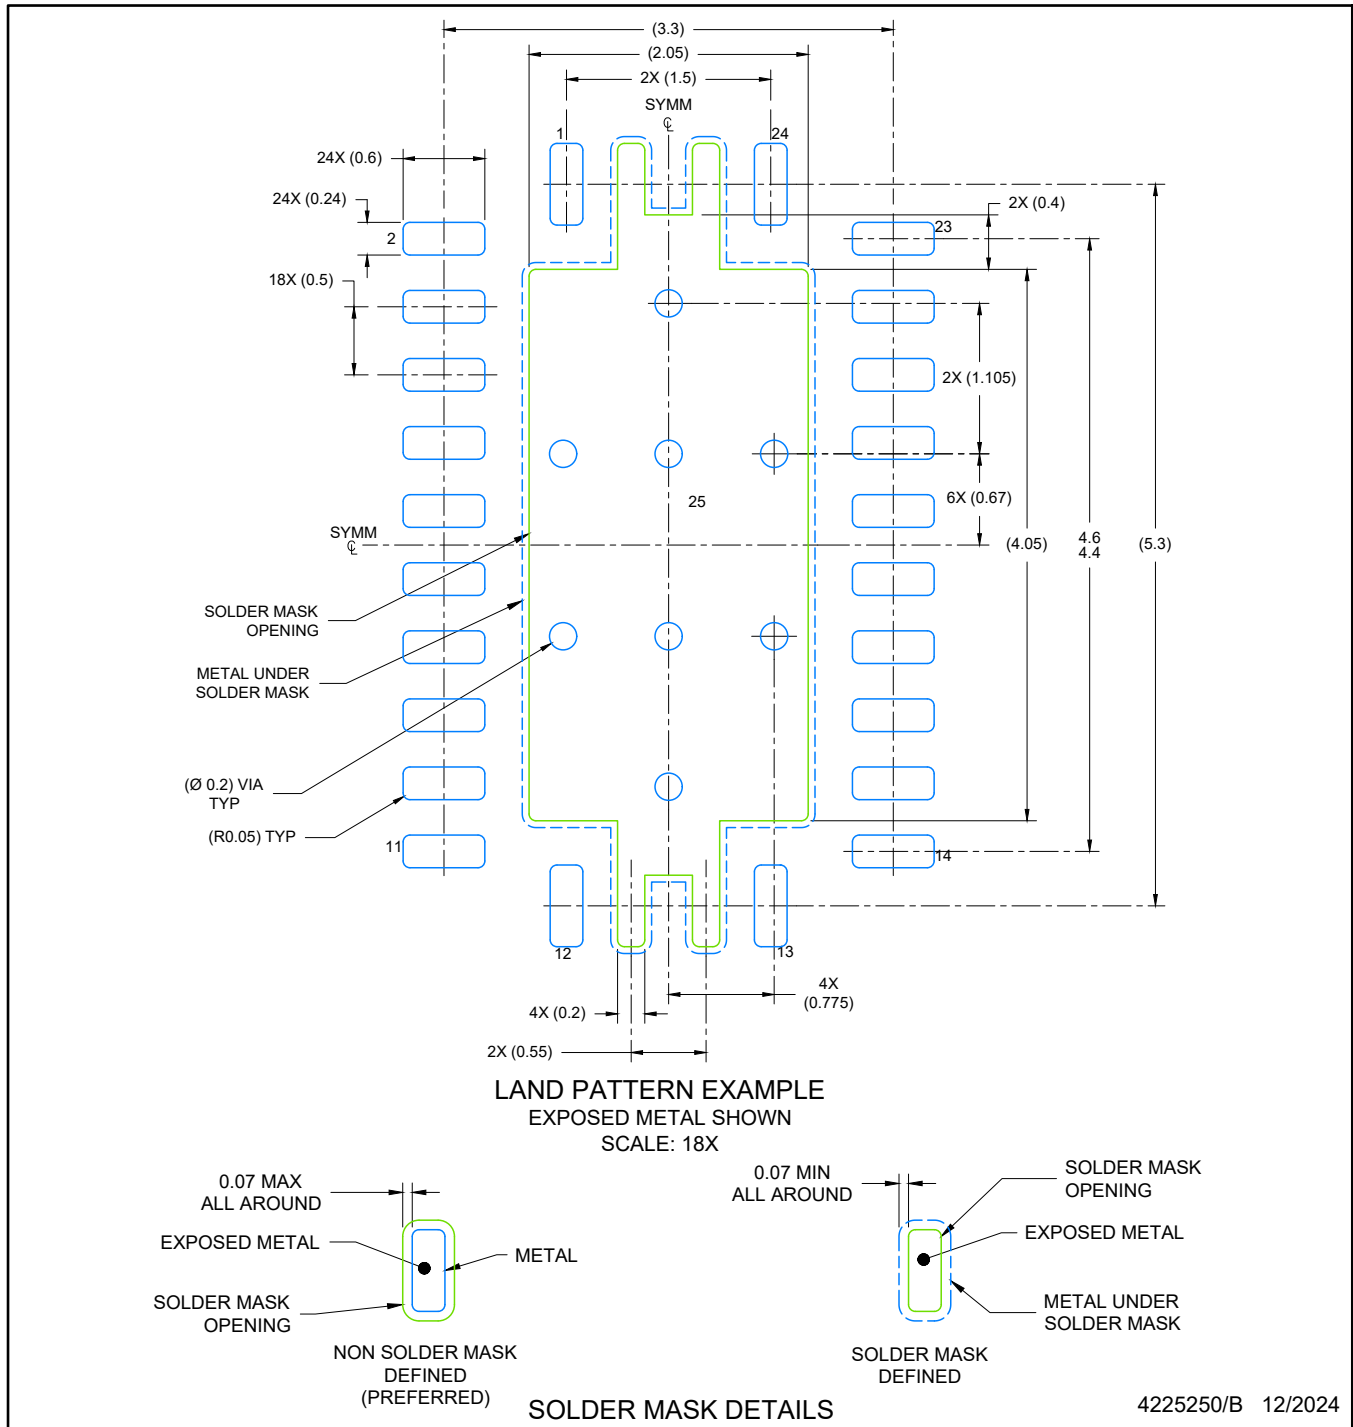 (3.3)
(2.05)
2X (1.5)
SYMM
℄
1
24
24X (0.6)
24X (0.24)
2X (0.4)
2
23
18X (0.5)
2X (1.105)
25
6X (0.67)
SYMM
℄
(4.05)
4.6
4.4
(5.3)
SOLDER MASK
OPENING
METAL UNDER
SOLDER MASK
(Ø 0.2) VIA
TYP
(R0.05) TYP
11
14
12
13
4X
(0.775)
4X (0.2)
2X (0.55)
LAND PATTERN EXAMPLE
EXPOSED METAL SHOWN
SCALE: 18X
0.07 MAX
ALL AROUND
EXPOSED METAL
METAL
SOLDER MASK
OPENING
NON SOLDER MASK
DEFINED
(PREFERRED)
0.07 MIN
ALL AROUND
SOLDER MASK
OPENING
EXPOSED METAL
METAL UNDER
SOLDER MASK
SOLDER MASK
DEFINED
SOLDER MASK DETAILS
4225250/B 12/2024